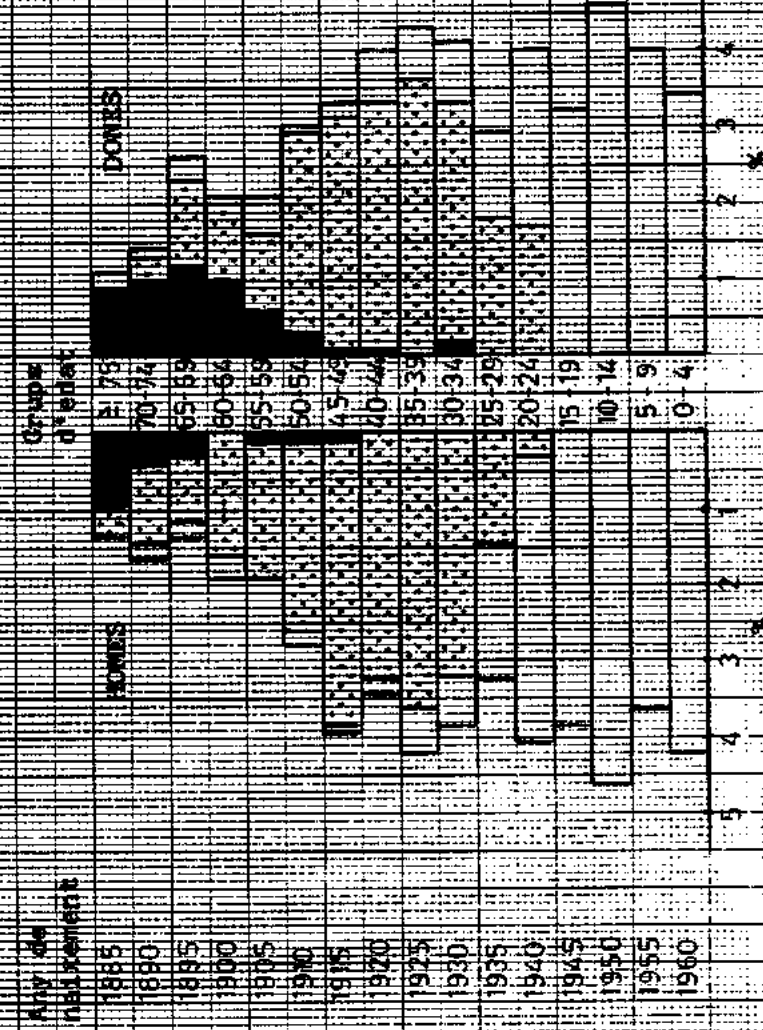 Any de
naixement
Grups
d'edat
HOMES
DONES
1885 ≥ 75
1890 70-74
1895 65-69
1900 60-64
1905 55-59
1910 50-54
1915 45-49
1920 40-44
1925 35-39
1930 30-34
1935 25-29
1940 20-24
1945 15-19
1950 10-14
1955 5-9
1960 0-4
5 4 3 2 1 1 2 3 4
% %